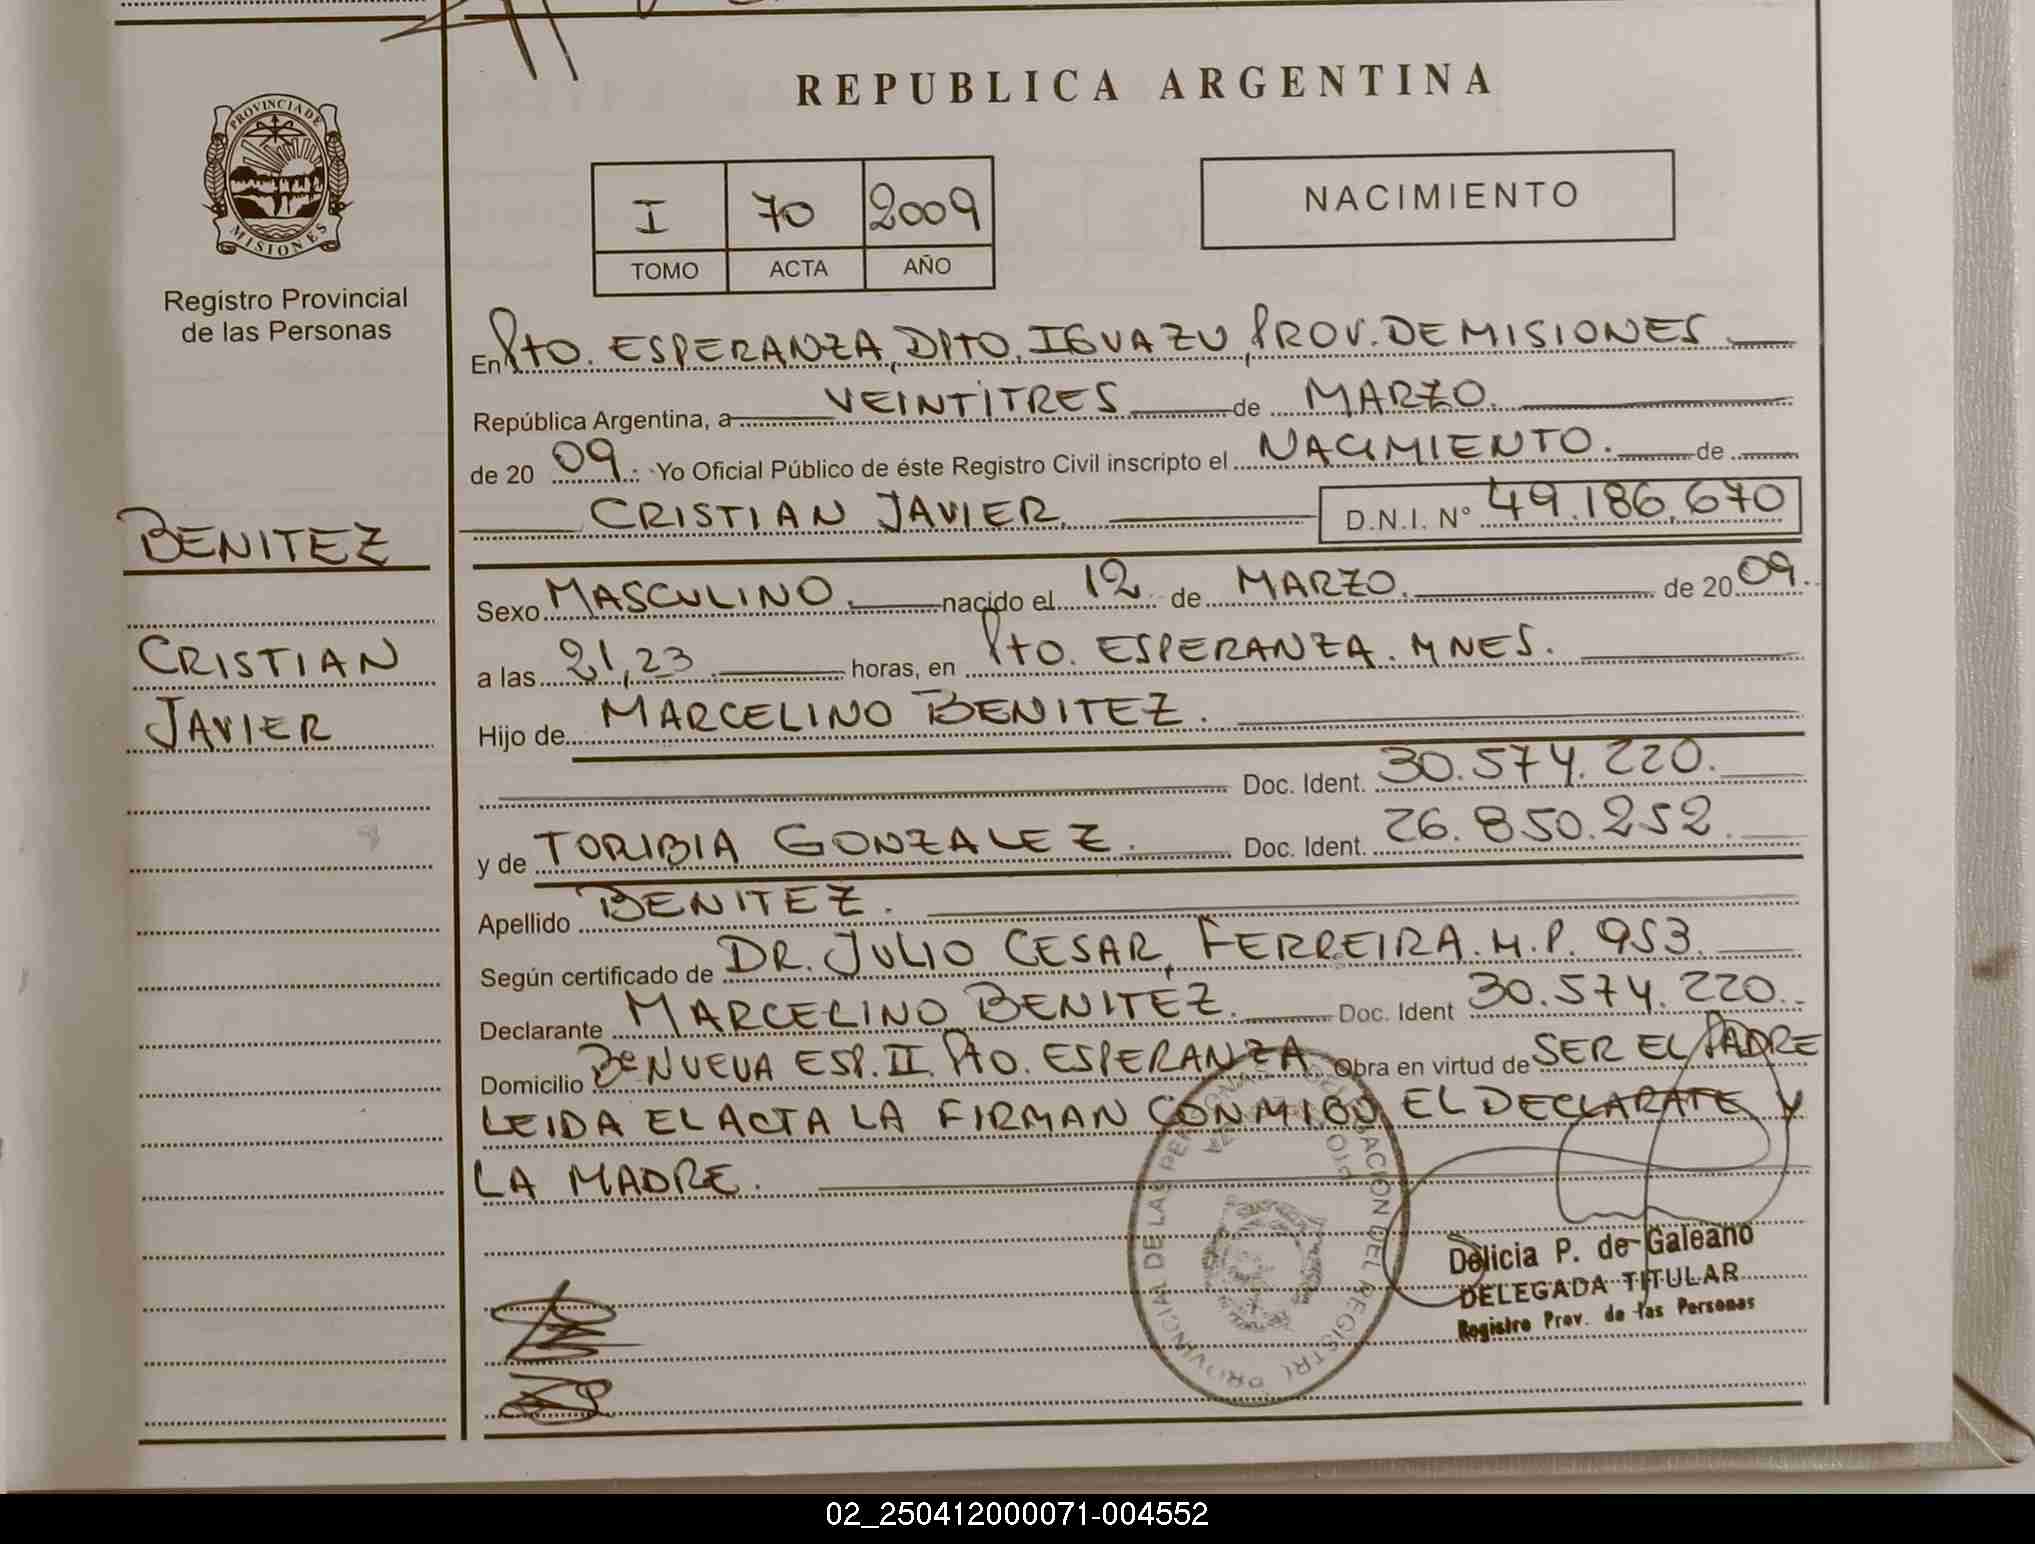 REPUBLICA ARGENTINA
PROVINCIA DE
MISIONES
Registro Provincial
de las Personas
I 70 2009
TOMO ACTA AÑO
NACIMIENTO
En Pto. ESPERANZA, DPTO. IGUAZU, PROV. DE MISIONES
República Argentina, a VEINTITRES de MARZO.
de 20 09. Yo Oficial Público de éste Registro Civil inscripto el NACIMIENTO. de
CRISTIAN JAVIER. D.N.I. N° 49.186.670
BENITEZ
CRISTIAN
JAVIER
Sexo MASCULINO. nacido el 12 de MARZO. de 20 09.
a las 21,23 horas, en Pto. ESPERANZA. MNES.
Hijo de MARCELINO BENITEZ.
Doc. Ident. 30.574.220.
y de TORIBIA GONZALEZ. Doc. Ident. 26.850.252.
Apellido BENITEZ.
Según certificado de DR. JULIO CESAR, FERREIRA. M.P. 953.
Declarante MARCELINO BENITEZ. Doc. Ident 30.574.220.
Domicilio B° NUEVA ESP. II. Pto. ESPERANZA. Obra en virtud de SER EL PADRE
LEIDA EL ACTA LA FIRMAN CONMIGO EL DECLARATE Y
LA MADRE.
Delicia P. de Galeano
DELEGADA TITULAR
Registro Prov. de las Personas
02_250412000071-004552